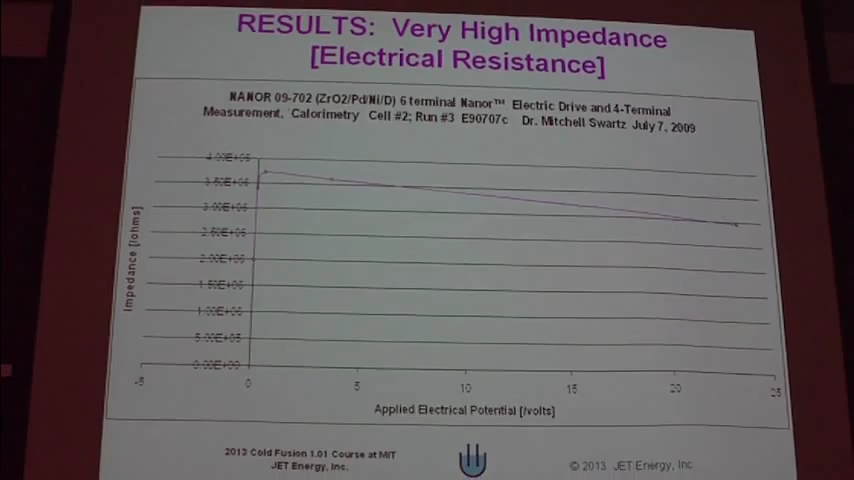 RESULTS: Very High Impedance
[Electrical Resistance]
NANOR 09-702 (ZrO2/Pd/Ni/D) 6 terminal Nanor™ Electric Drive and 4-Terminal
Measurement, Calorimetry Cell #2; Run #3 E90707c Dr. Mitchell Swartz July 7, 2009
4.00E+06
3.50E+06
3.00E+06
2.50E+06
2.00E+06
1.50E+06
1.00E+06
5.00E+05
0.00E+00
Impedance [/ohms]
-5 0 5 10 15 20 25
Applied Electrical Potential [/volts]
2013 Cold Fusion 1.01 Course at MIT
JET Energy, Inc.
© 2013 JET Energy, Inc